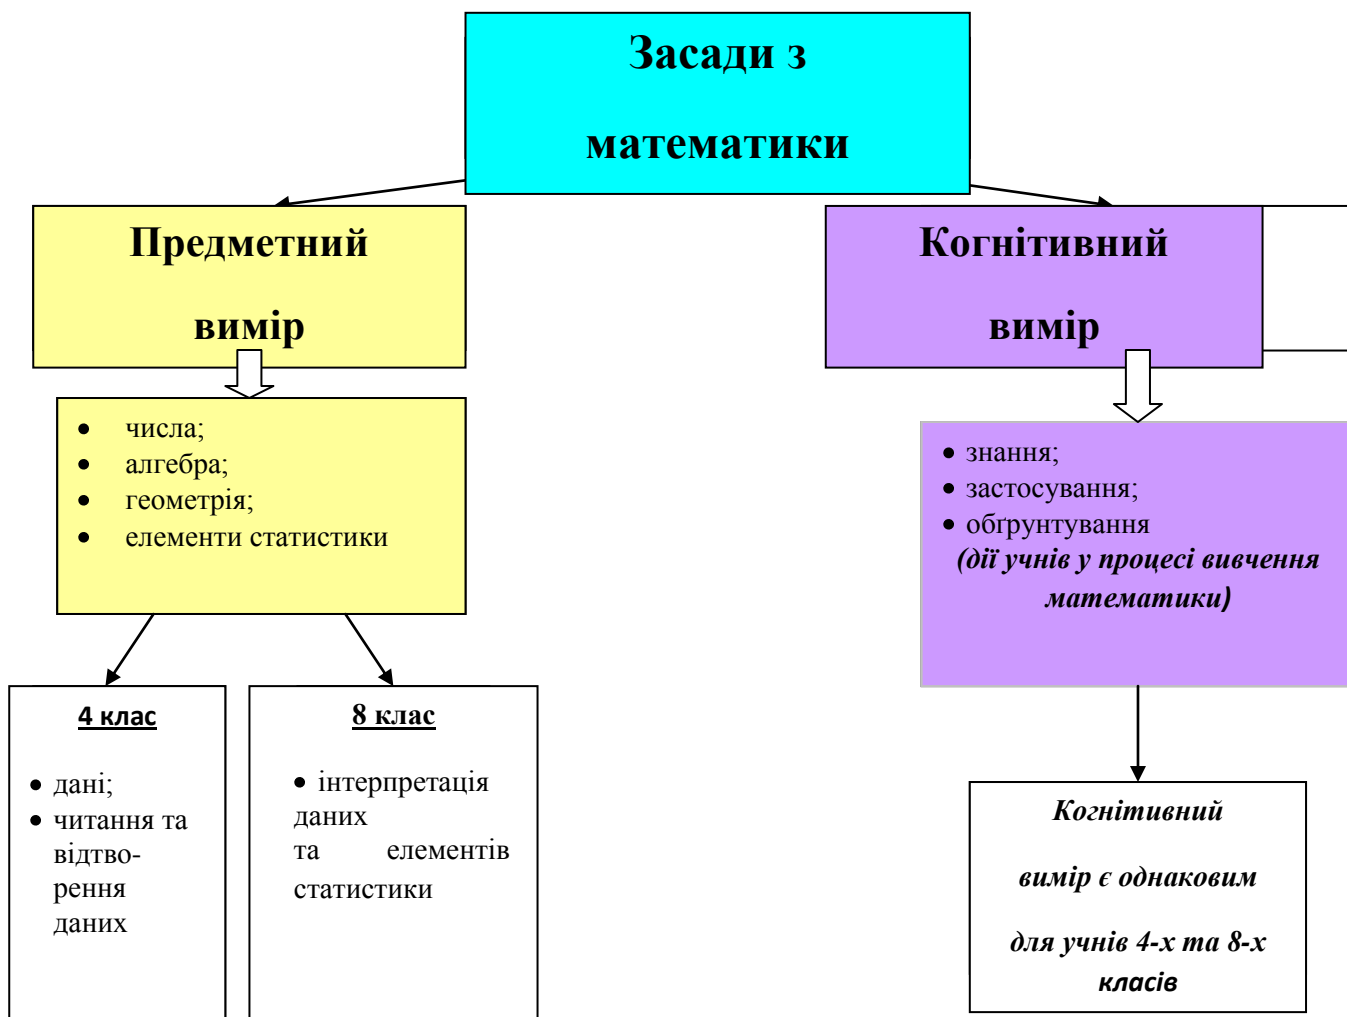 Засади з
математики
Предметний
вимір
Когнітивний
вимір
• числа;
• алгебра;
• геометрія;
• елементи статистики
• знання;
• застосування;
• обґрунтування
(дії учнів у процесі вивчення
математики)
4 клас
• дані;
• читання та
відтво-
рення
даних
8 клас
• інтерпретація
даних
та елементів
статистики
Когнітивний
вимір є однаковим
для учнів 4-х та 8-х
класів